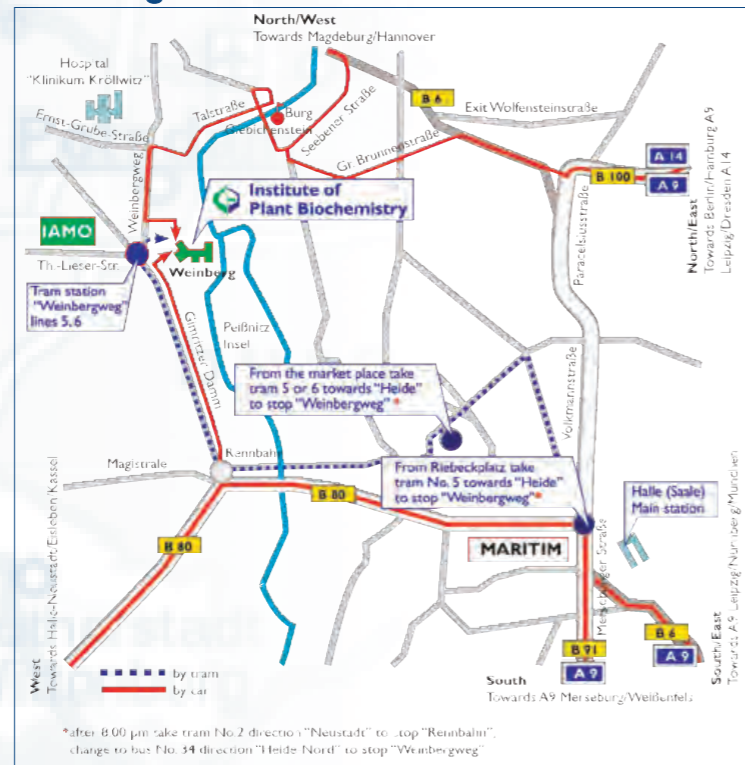 North/West
Towards Magdeburg/Hannover
Hospital
"Klinikum Kröllwitz"
Ernst-Grube-Straße
Talstraße
Burg
Giebichenstein
Seebener Straße
B 6
Exit Wolfensteinstraße
Gr. Brunnenstraße
B 100
A 14
A 9
North/East
Towards Berlin/Hamburg A9
Leipzig/Dresden A14
Weinbergweg
Institute of
Plant Biochemistry
IAMO
Th.-Lieser-Str.
Weinberg
Tram station
"Weinbergweg"
lines 5,6
Gimritzer Damm
Peißnitz
Insel
Paracelsiusstraße
Volkmannstraße
From the market place take
tram 5 or 6 towards "Heide"
to stop "Weinbergweg" *
Rennbahn
Magistrale
From Riebeckplatz take
tram No. 5 towards "Heide"
to stop "Weinbergweg"*
Halle (Saale)
Main station
B 80
B 80
MARITIM
Merseburger Straße
B 6
A 9
B 91
A 9
South/East
Towards A9 Leipzig/Nürnberg/München
West
Towards Halle-Neustadt/Eisleben/Kassel
by tram
by car
South
Towards A9 Merseburg/Weißenfels
*after 8.00 pm take tram No.2 direction "Neustadt" to stop "Rennbahn",
change to bus No. 34 direction "Heide Nord" to stop "Weinbergweg"